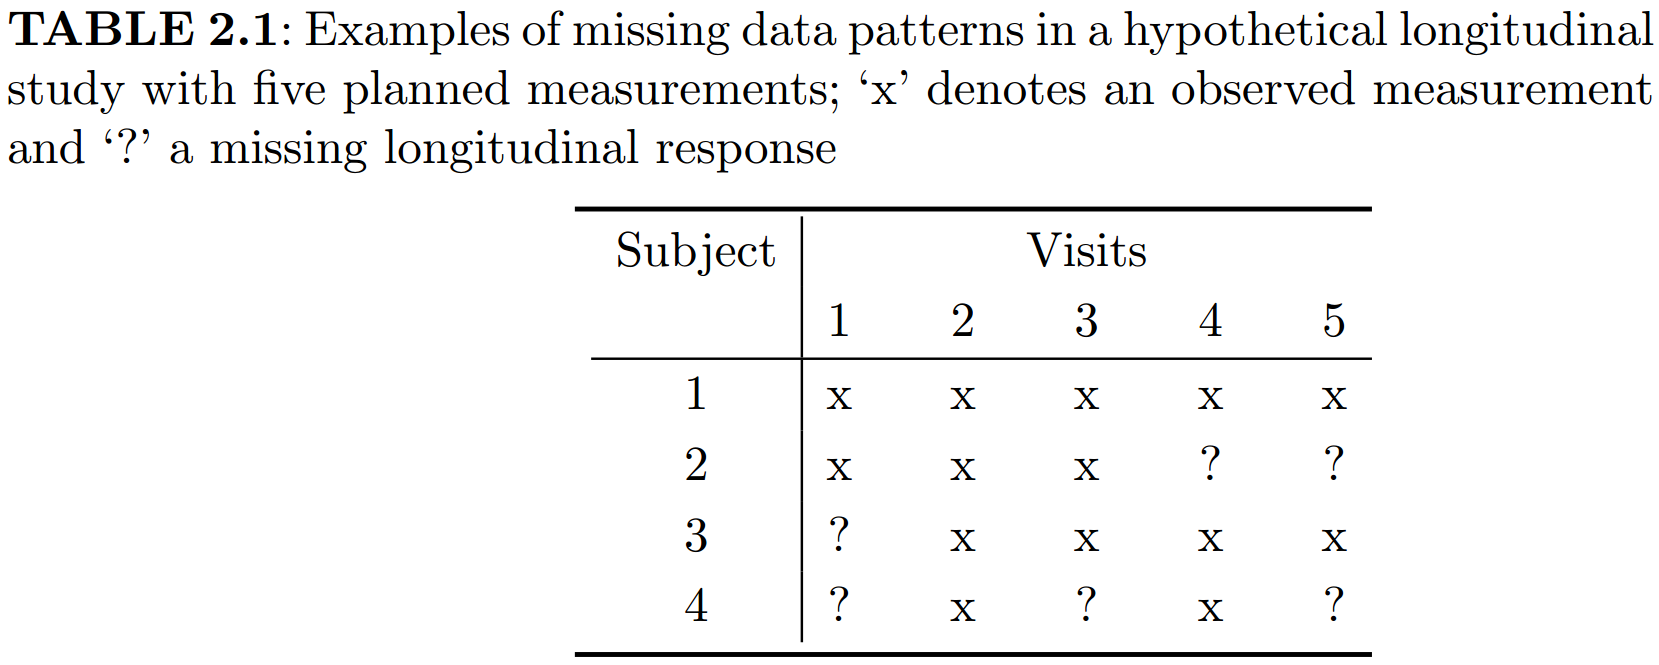 TABLE 2.1: Examples of missing data patterns in a hypothetical longitudinal
study with five planned measurements; ‘x’ denotes an observed measurement
and ‘?’ a missing longitudinal response
Subject Visits
1 2 3 4 5
1 x x x x x
2 x x x ? ?
3 ? x x x x
4 ? x ? x ?